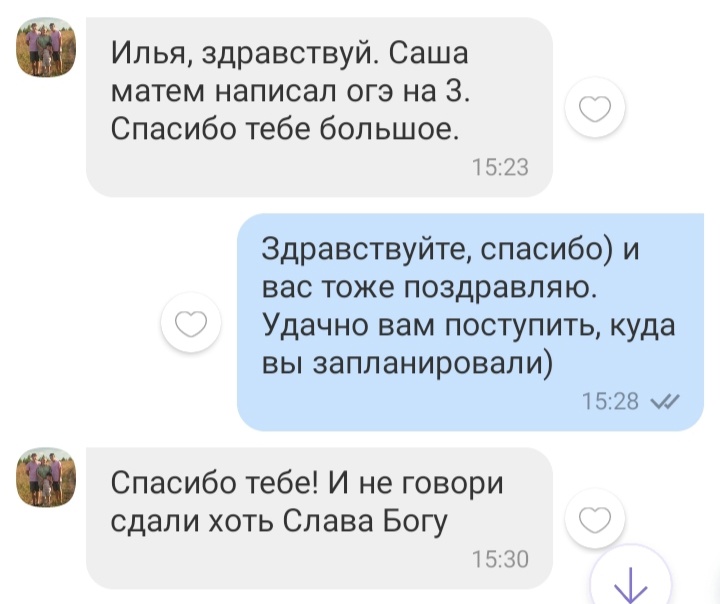 Илья, здравствуй. Саша
матем написал огэ на 3.
Спасибо тебе большое.
15:23
Здравствуйте, спасибо) и
вас тоже поздравляю.
Удачно вам поступить, куда
вы запланировали)
15:28
Спасибо тебе! И не говори
сдали хоть Слава Богу
15:30